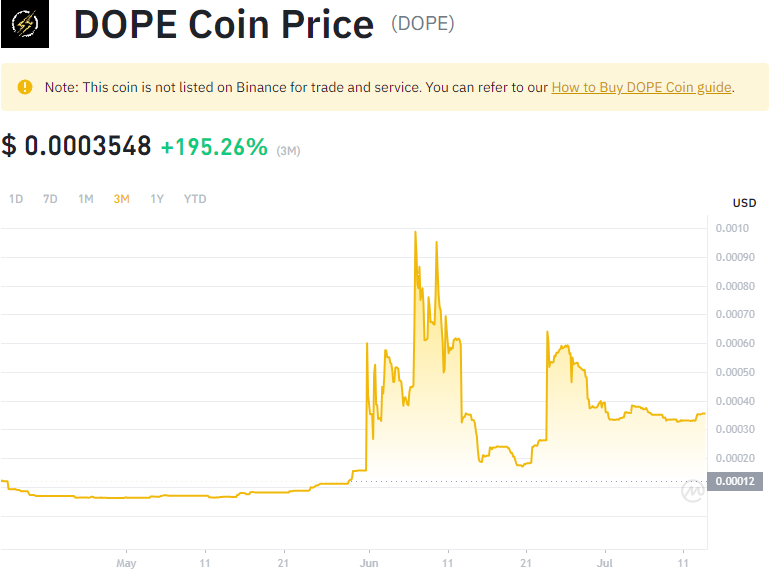 DOPE Coin Price (DOPE)
Note: This coin is not listed on Binance for trade and service. You can refer to our How to Buy DOPE Coin guide.
$ 0.0003548 +195.26% (3M)
1D 7D 1M 3M 1Y YTD
USD
0.0010
0.00090
0.00080
0.00070
0.00060
0.00050
0.00040
0.00030
0.00020
0.00012
May 11 21 Jun 11 21 Jul 11